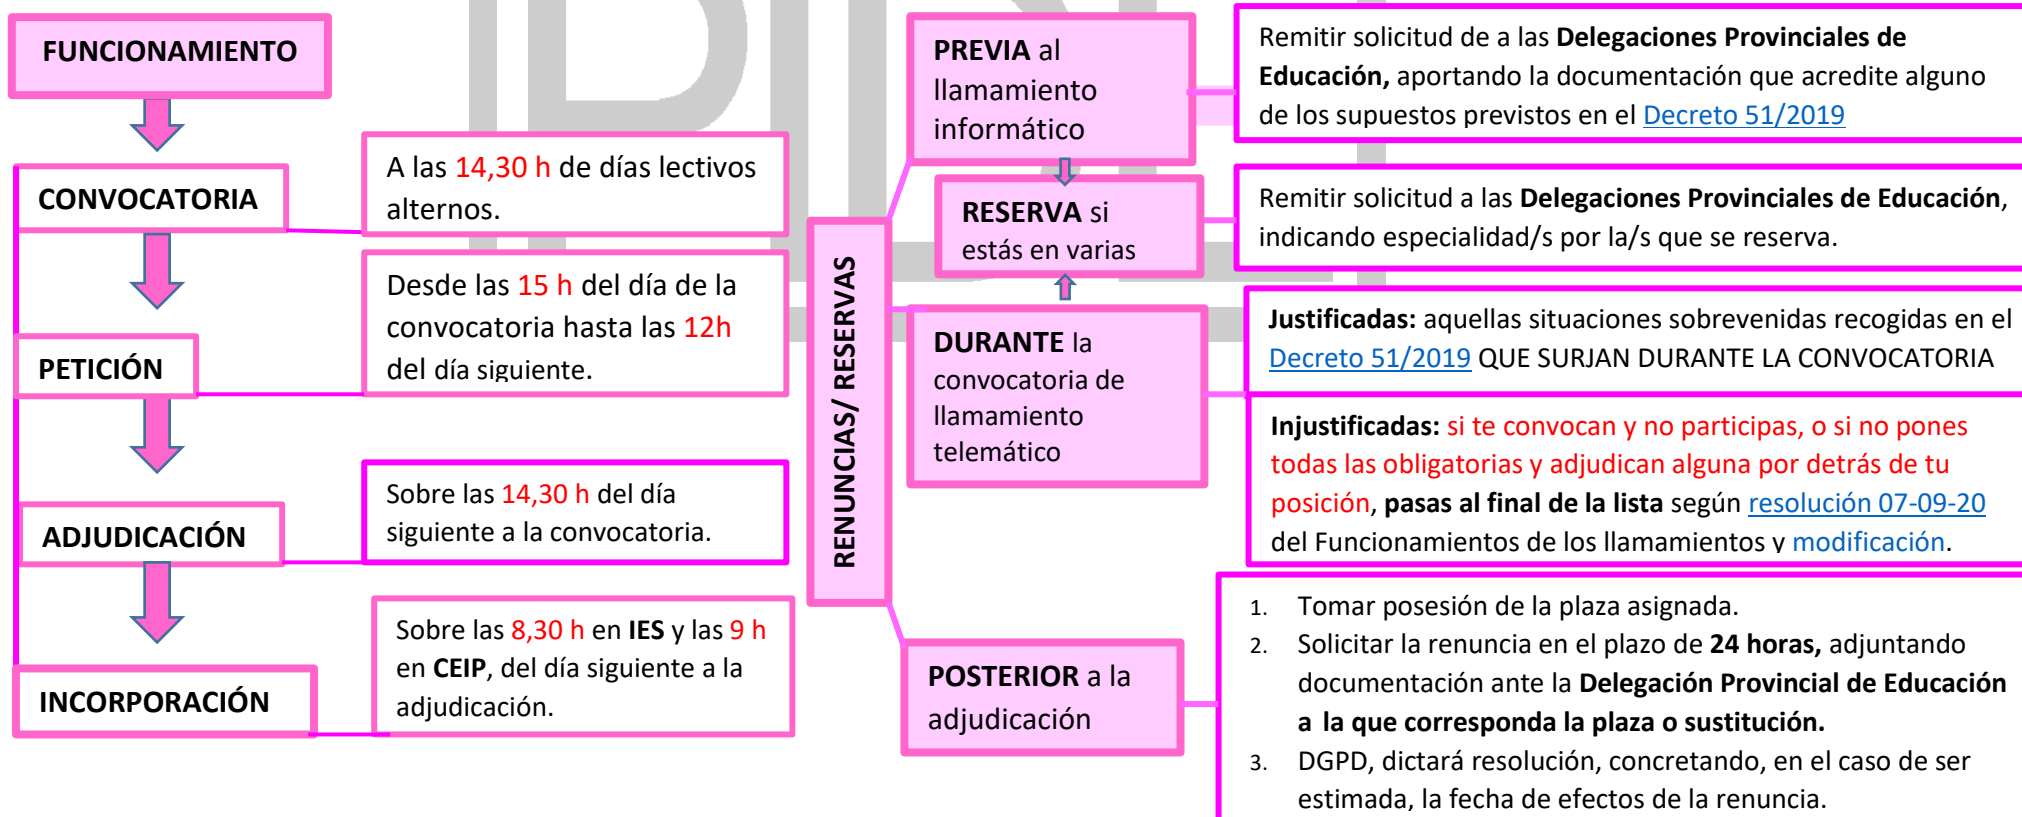 FUNCIONAMIENTO
CONVOCATORIA
A las 14,30 h de días lectivos
alternos.
PETICIÓN
Desde las 15 h del día de la
convocatoria hasta las 12h
del día siguiente.
ADJUDICACIÓN
Sobre las 14,30 h del día
siguiente a la convocatoria.
INCORPORACIÓN
Sobre las 8,30 h en IES y las 9 h
en CEIP, del día siguiente a la
adjudicación.
RENUNCIAS/ RESERVAS
PREVIA al
llamamiento
informático
Remitir solicitud de a las Delegaciones Provinciales de
Educación, aportando la documentación que acredite alguno
de los supuestos previstos en el Decreto 51/2019
RESERVA si
estás en varias
Remitir solicitud a las Delegaciones Provinciales de Educación,
indicando especialidad/s por la/s que se reserva.
DURANTE la
convocatoria de
llamamiento
telemático
Justificadas: aquellas situaciones sobrevenidas recogidas en el
Decreto 51/2019 QUE SURJAN DURANTE LA CONVOCATORIA
Injustificadas: si te convocan y no participas, o si no pones
todas las obligatorias y adjudican alguna por detrás de tu
posición, pasas al final de la lista según resolución 07-09-20
del Funcionamientos de los llamamientos y modificación.
POSTERIOR a la
adjudicación
1. Tomar posesión de la plaza asignada.
2. Solicitar la renuncia en el plazo de 24 horas, adjuntando
documentación ante la Delegación Provincial de Educación
a la que corresponda la plaza o sustitución.
3. DGPD, dictará resolución, concretando, en el caso de ser
estimada, la fecha de efectos de la renuncia.